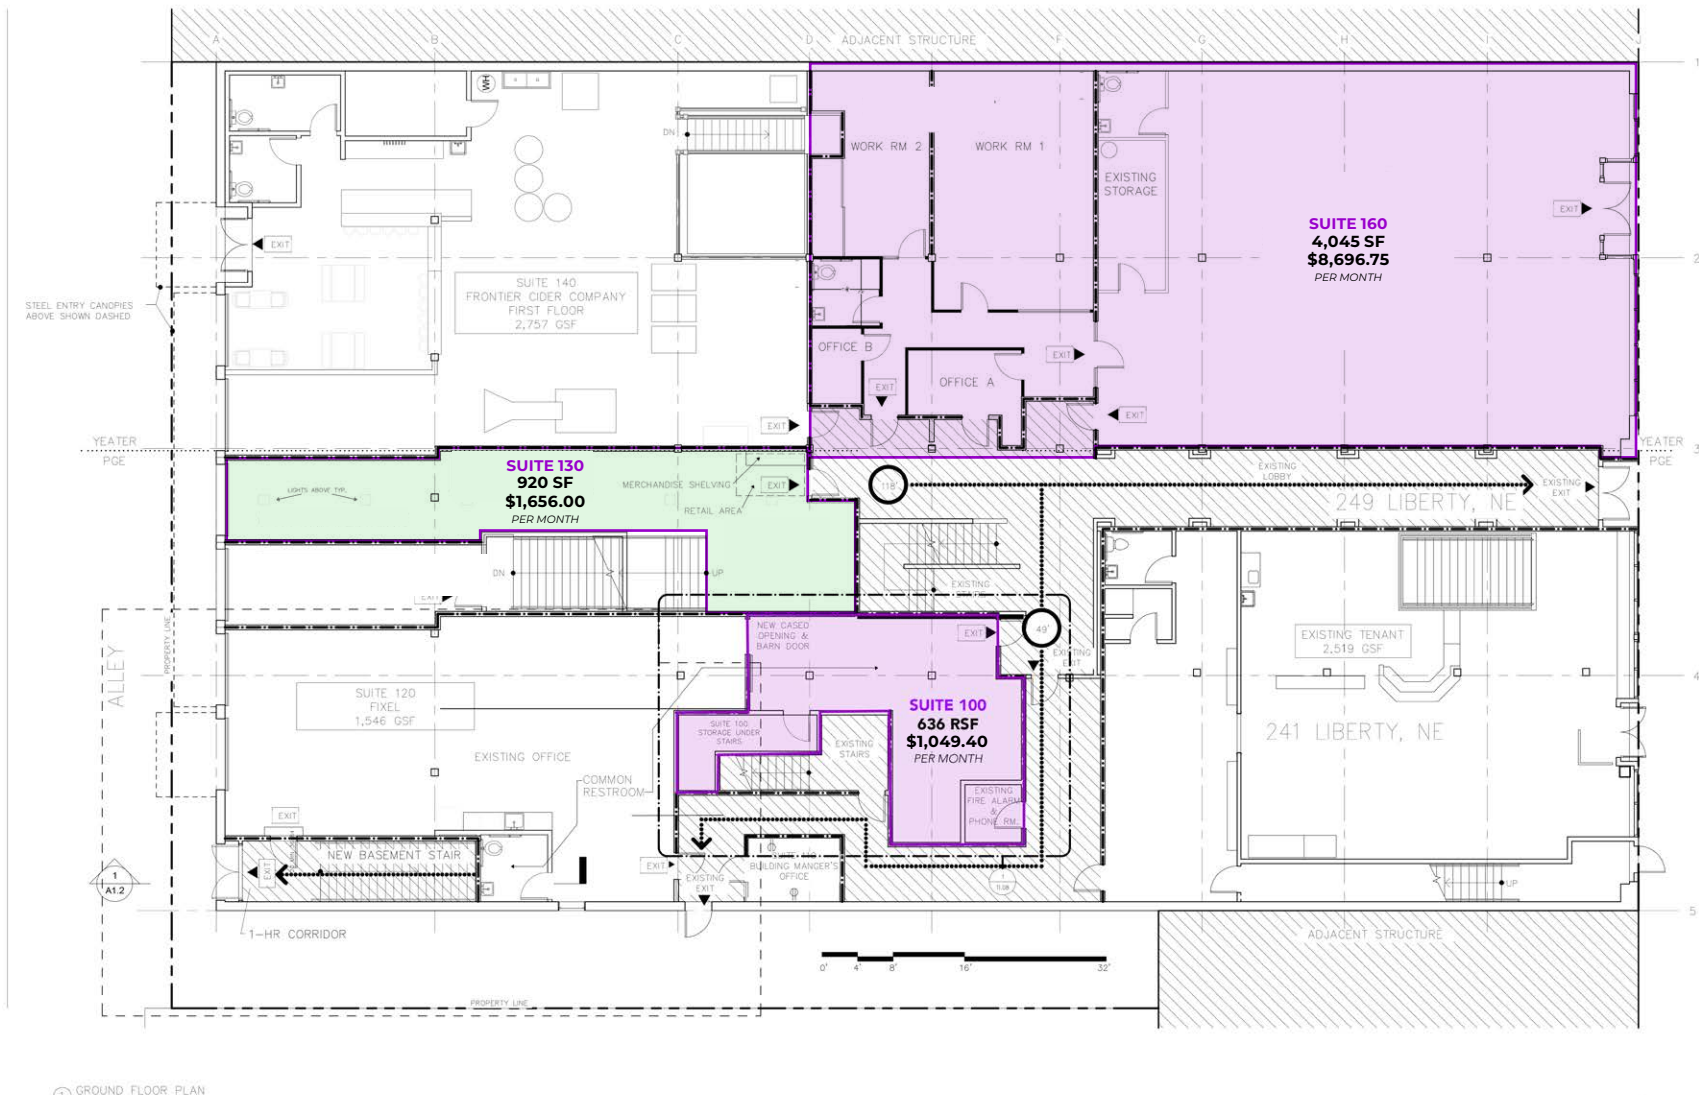 A
B
C
D
ADJACENT STRUCTURE
F
G
H
I
1
WH
DN
WORK RM 2
WORK RM 1
EXISTING
STORAGE
EXIT
SUITE 160
4,045 SF
$8,696.75
PER MONTH
EXIT
2
STEEL ENTRY CANOPIES
ABOVE SHOWN DASHED
SUITE 140
FRONTIER CIDER COMPANY
FIRST FLOOR
2,757 GSF
OFFICE B
EXIT
OFFICE A
EXIT
EXIT
EXIT
YEATER
PGE
3
YEATER
PGE
SUITE 130
920 SF
$1,656.00
PER MONTH
LIGHTS ABOVE TYP.
MERCHANDISE SHELVING
EXIT
RETAIL AREA
118'
EXISTING
LOBBY
EXISTING
EXIT
249 LIBERTY, NE
DN
UP
EXISTING
STAIRS
EXIT
ALLEY
PROPERTY LINE
NEW CASED
OPENING &
BARN DOOR
EXIT
49'
EXISTING
EXIT
EXISTING TENANT
2,519 GSF
4
SUITE 120
FIXEL
1,546 GSF
SUITE 100
STORAGE UNDER
STAIRS
EXISTING
STAIRS
SUITE 100
636 RSF
$1,049.40
PER MONTH
241 LIBERTY, NE
EXISTING OFFICE
COMMON
RESTROOM
EXISTING
FIRE ALARM
&
PHONE RM.
EXIT
NEW BASEMENT STAIR
EXIT
EXIT
EXISTING
EXIT
BUILDING MANGER'S
OFFICE
1
A1.2
UP
5
1-HR CORRIDOR
ADJACENT STRUCTURE
0'
4'
8'
16'
32'
PROPERTY LINE
GROUND FLOOR PLAN